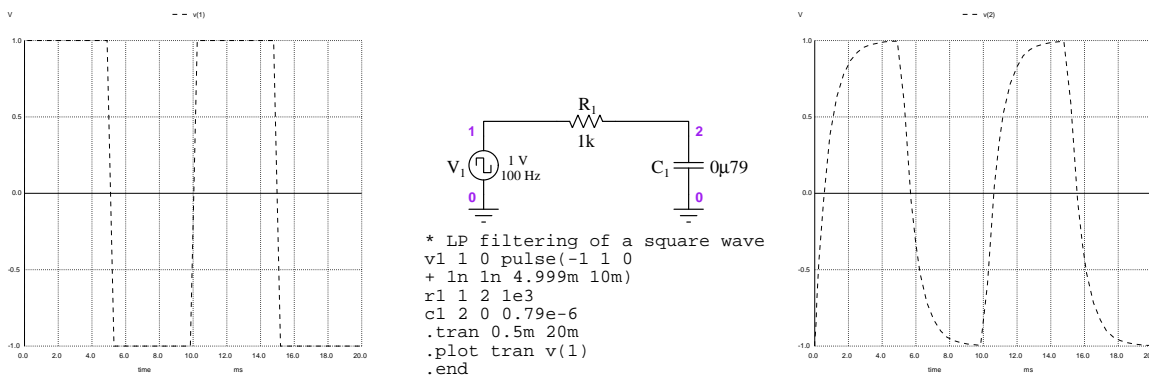 V
v(1)
1.0
0.5
0.0
-0.5
-1.0
0.0 2.0 4.0 6.0 8.0 10.0 12.0 14.0 16.0 18.0 20.0
time ms
R1
1k
1
2
V1
1 V
100 Hz
C1
0µ79
0
0
* LP filtering of a square wave
v1 1 0 pulse(-1 1 0
+ 1n 1n 4.999m 10m)
r1 1 2 1e3
c1 2 0 0.79e-6
.tran 0.5m 20m
.plot tran v(1)
.end
V
v(2)
1.0
0.5
0.0
-0.5
-1.0
0.0 2.0 4.0 6.0 8.0 10.0 12.0 14.0 16.0 18.0 20
time ms